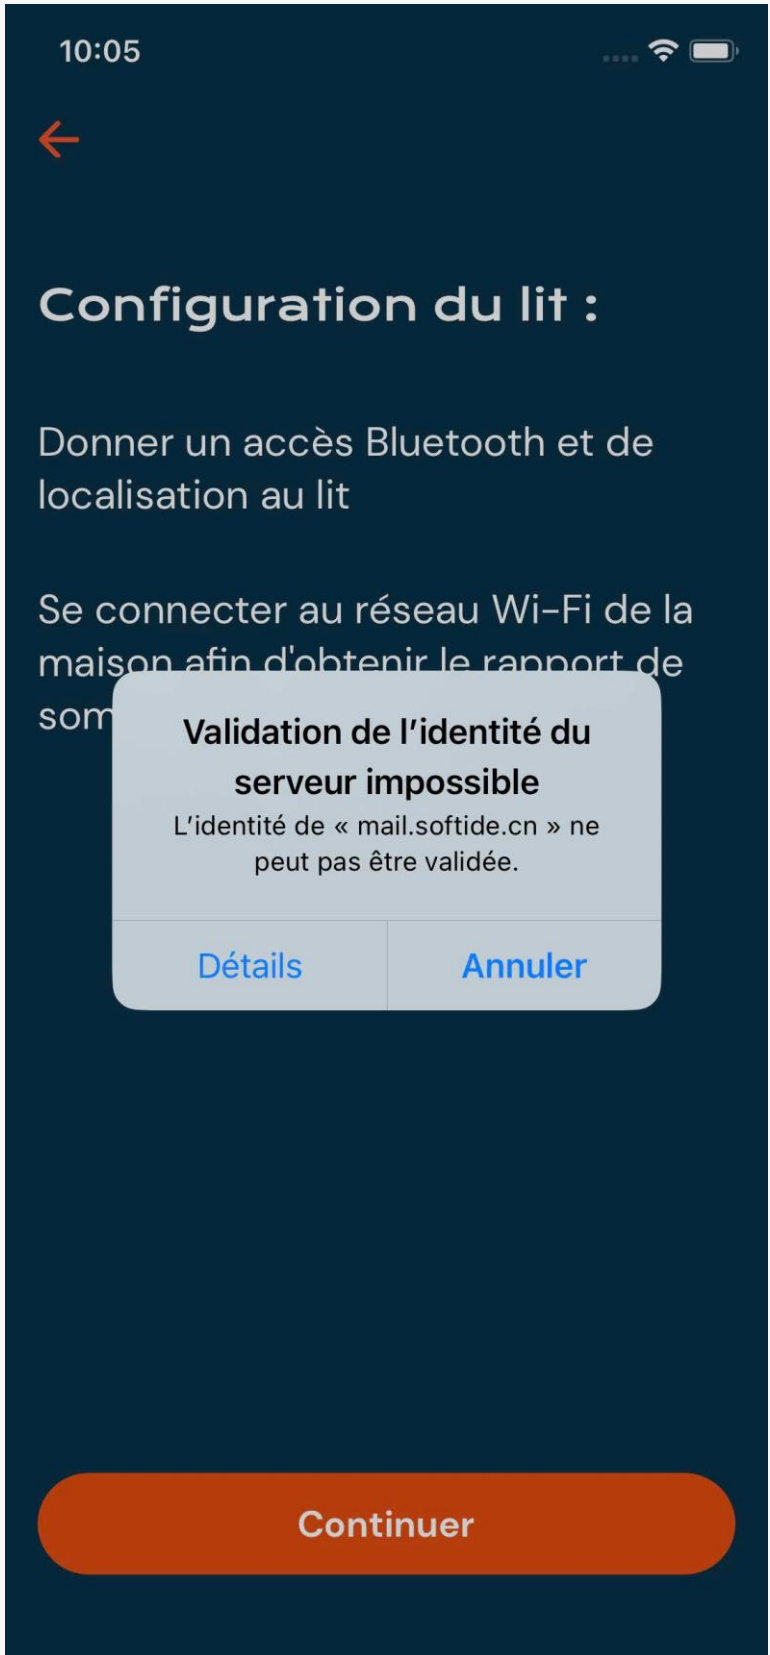 10:05
Configuration du lit :
Donner un accès Bluetooth et de
localisation au lit
Se connecter au réseau Wi-Fi de la
maison afin d'obtenir le rapport de
som
Validation de l'identité du
serveur impossible
L'identité de « mail.softide.cn » ne
peut pas être validée.
Détails
Annuler
Continuer